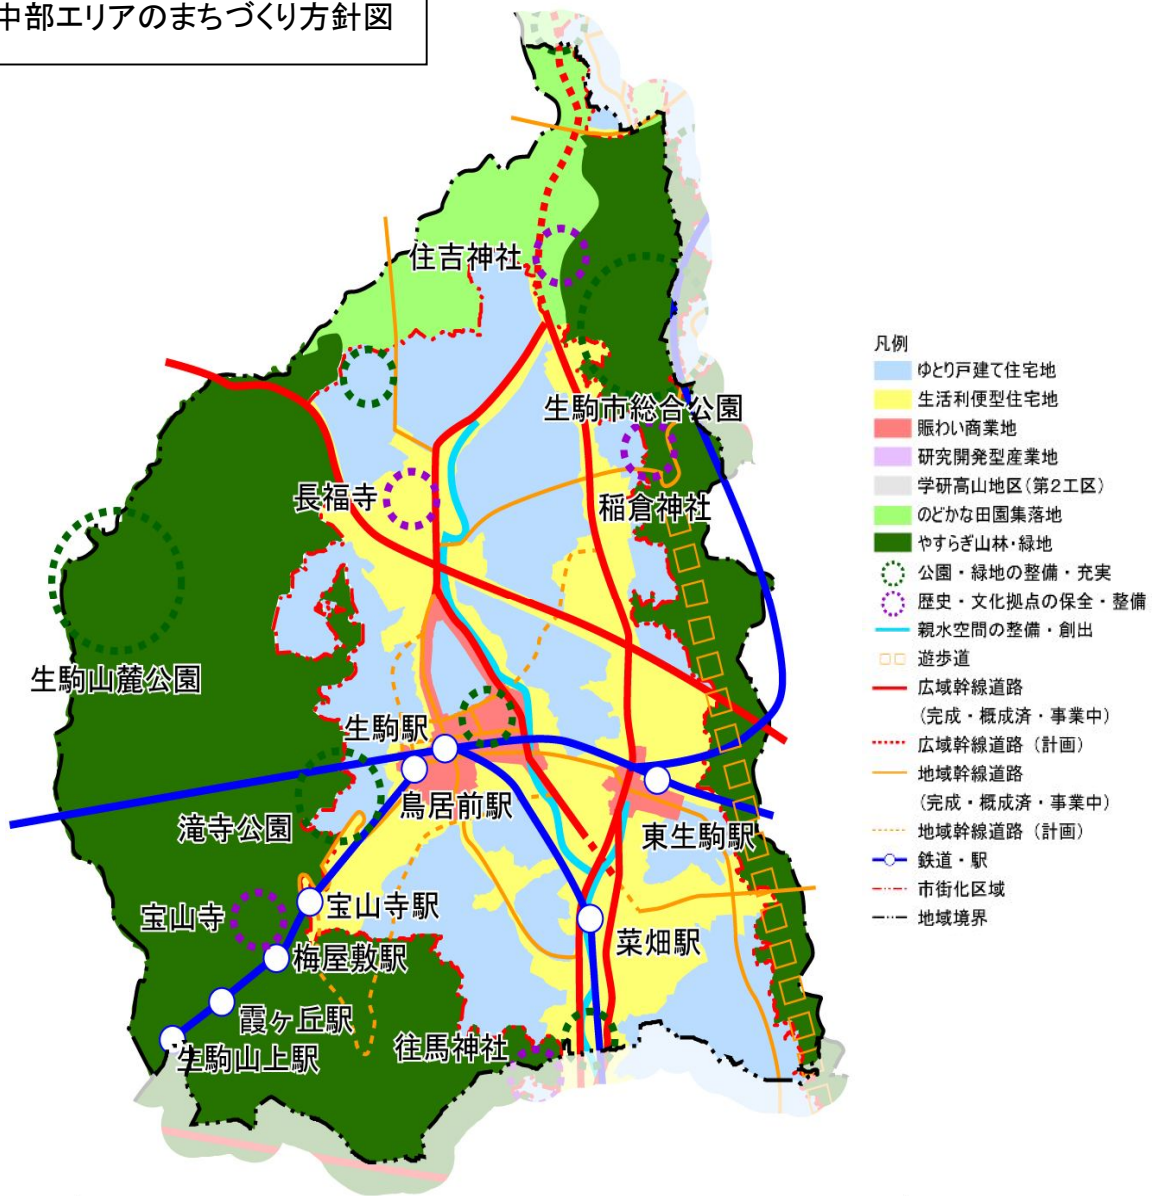 中部エリアのまちづくり方針図
住吉神社
生駒市総合公園
長福寺
稲倉神社
生駒山麓公園
生駒駅
鳥居前駅
滝寺公園
東生駒駅
宝山寺駅
宝山寺
菜畑駅
梅屋敷駅
霞ヶ丘駅
生駒山上駅
往馬神社
凡例
ゆとり戸建て住宅地
生活利便型住宅地
賑わい商業地
研究開発型産業地
学研高山地区(第2工区)
のどかな田園集落地
やすらぎ山林・緑地
公園・緑地の整備・充実
歴史・文化拠点の保全・整備
親水空間の整備・創出
遊歩道
広域幹線道路
(完成・概成済・事業中)
広域幹線道路(計画)
地域幹線道路
(完成・概成済・事業中)
地域幹線道路(計画)
鉄道・駅
市街化区域
地域境界